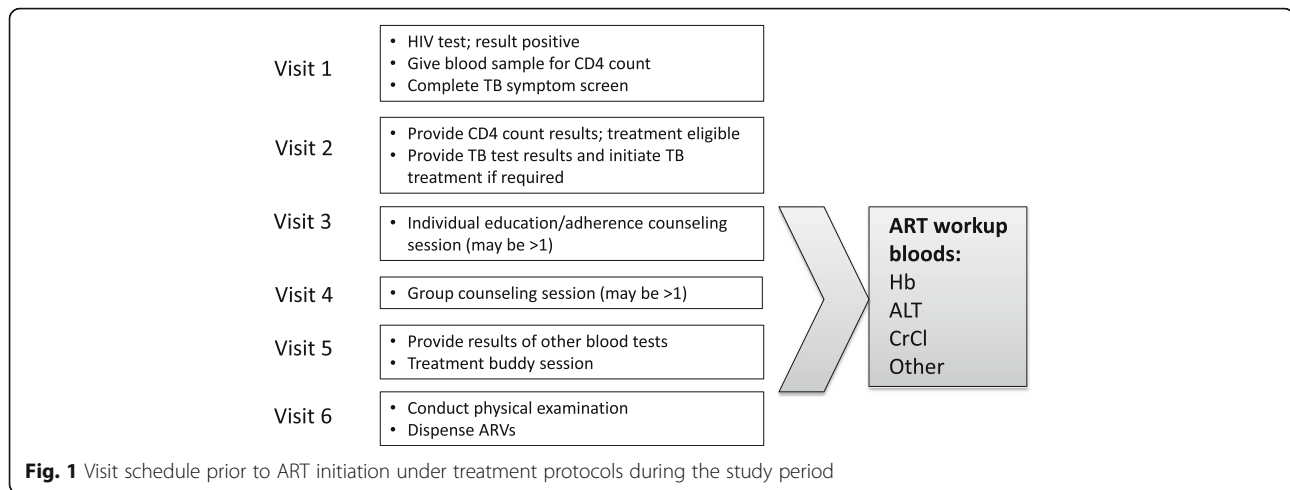 Visit 1
• HIV test; result positive
• Give blood sample for CD4 count
• Complete TB symptom screen
Visit 2
• Provide CD4 count results; treatment eligible
• Provide TB test results and initiate TB
treatment if required
Visit 3
• Individual education/adherence counseling
session (may be >1)
Visit 4
• Group counseling session (may be >1)
Visit 5
• Provide results of other blood tests
• Treatment buddy session
Visit 6
• Conduct physical examination
• Dispense ARVs
ART workup
bloods:
Hb
ALT
CrCl
Other
Fig. 1 Visit schedule prior to ART initiation under treatment protocols during the study period